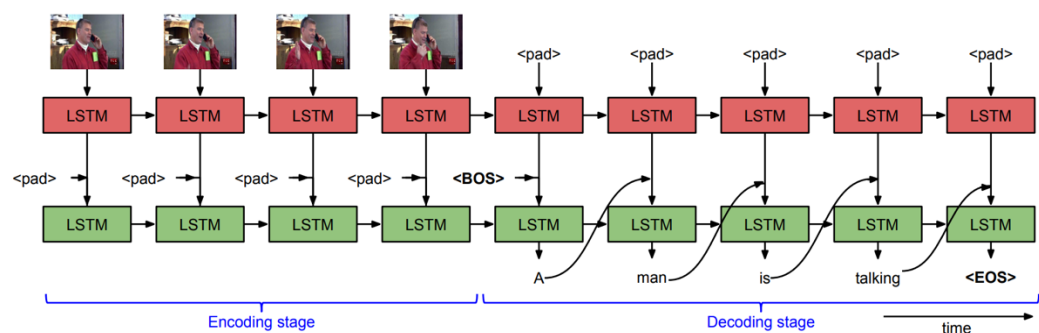 <pad> <pad> <pad> <pad> <pad>
LSTM LSTM LSTM LSTM LSTM LSTM LSTM LSTM LSTM
<pad> <pad> <pad> <pad> <BOS>
LSTM LSTM LSTM LSTM LSTM LSTM LSTM LSTM LSTM
A man is talking <EOS>
Encoding stage Decoding stage time